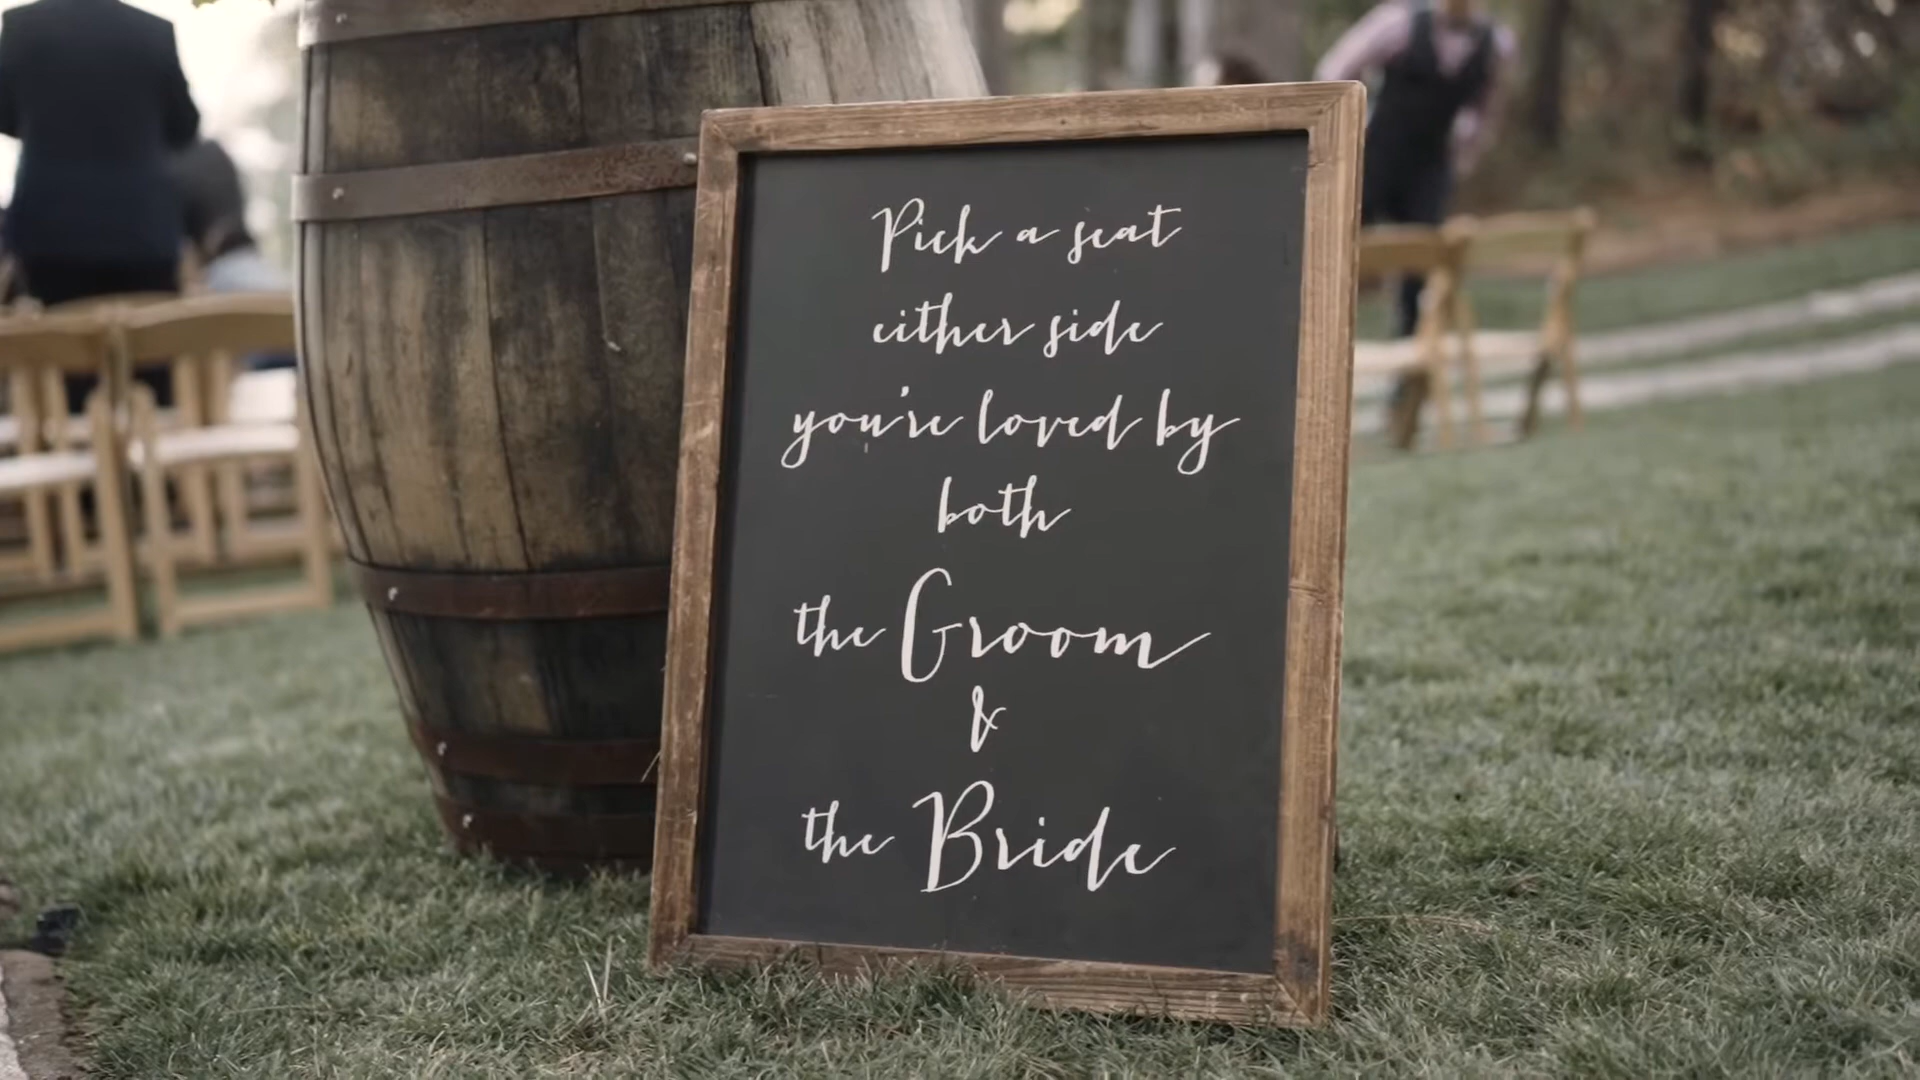 Pick a seat
either side
you're loved by
both
the Groom
&
the Bride